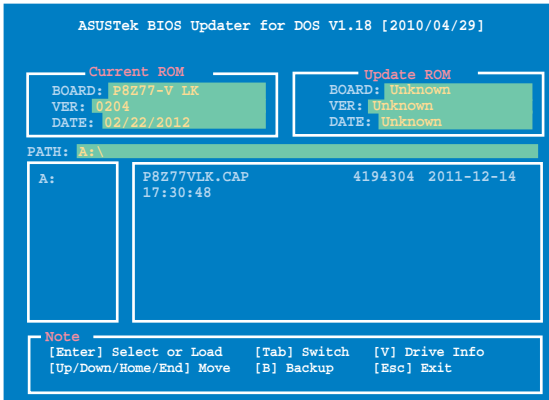 ASUSTek BIOS Updater for DOS V1.18 [2010/04/29]
Current ROM
BOARD: P8Z77-V LK
VER: 0204
DATE: 02/22/2012
Update ROM
BOARD: Unknown
VER: Unknown
DATE: Unknown
PATH: A:\
A:
P8Z77VLK.CAP 4194304 2011-12-14
17:30:48
Note
[Enter] Select or Load [Tab] Switch [V] Drive Info
[Up/Down/Home/End] Move [B] Backup [Esc] Exit